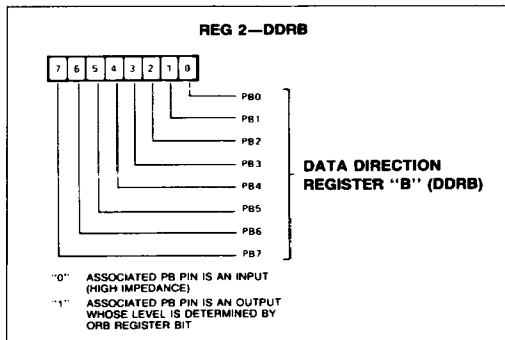 REG 2—DDRB
7 6 5 4 3 2 1 0
PB0
PB1
PB2
PB3
PB4
PB5
PB6
PB7
DATA DIRECTION
REGISTER "B" (DDRB)
"0" ASSOCIATED PB PIN IS AN INPUT
(HIGH IMPEDANCE)
"1" ASSOCIATED PB PIN IS AN OUTPUT
WHOSE LEVEL IS DETERMINED BY
ORB REGISTER BIT